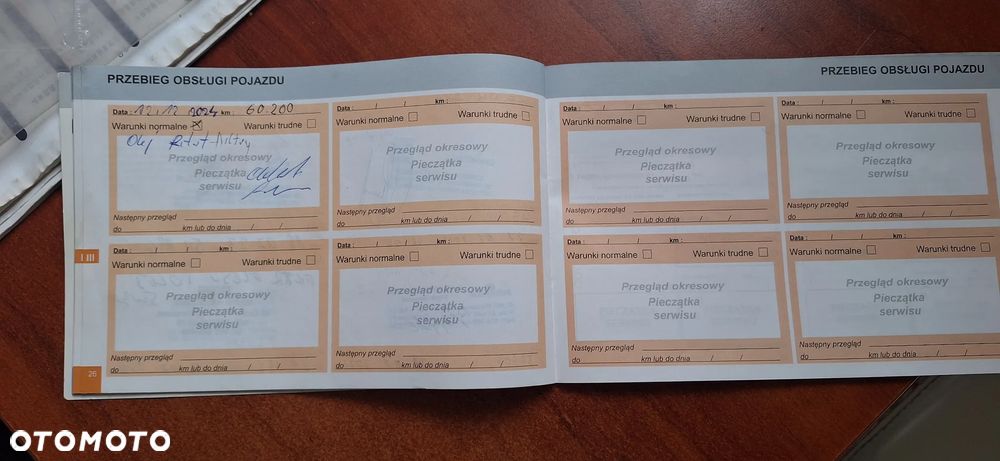 PRZEBIEG OBSŁUGI POJAZDU
Data : 12 / 12 2024 km : 60.200
Warunki normalne ☒ Warunki trudne ☐
Olej
Przegląd okresowy
Pieczątka
serwisu
Następny przegląd
do km lub do dnia / /
Data : / / km :
Warunki normalne ☐ Warunki trudne ☐
Przegląd okresowy
Pieczątka
serwisu
Następny przegląd
do km lub do dnia / /
Data : / / km :
Warunki normalne ☐ Warunki trudne ☐
Przegląd okresowy
Pieczątka
serwisu
Następny przegląd
do km lub do dnia / /
Data : / / km :
Warunki normalne ☐ Warunki trudne ☐
Przegląd okresowy
Pieczątka
serwisu
Następny przegląd
do km lub do dnia / /
26
PRZEBIEG OBSŁUGI POJAZDU
Data : / / km :
Warunki normalne ☐ Warunki trudne ☐
Przegląd okresowy
Pieczątka
serwisu
Następny przegląd
do km lub do dnia / /
Data : / / km :
Warunki normalne ☐ Warunki trudne ☐
Przegląd okresowy
Pieczątka
serwisu
Następny przegląd
do km lub do dnia / /
Data : / / km :
Warunki normalne ☐ Warunki trudne ☐
Przegląd okresowy
Pieczątka
serwisu
Następny przegląd
do km lub do dnia / /
Data : / / km :
Warunki normalne ☐ Warunki trudne ☐
Przegląd okresowy
Pieczątka
serwisu
Następny przegląd
do km lub do dnia / /
OTOMOTO